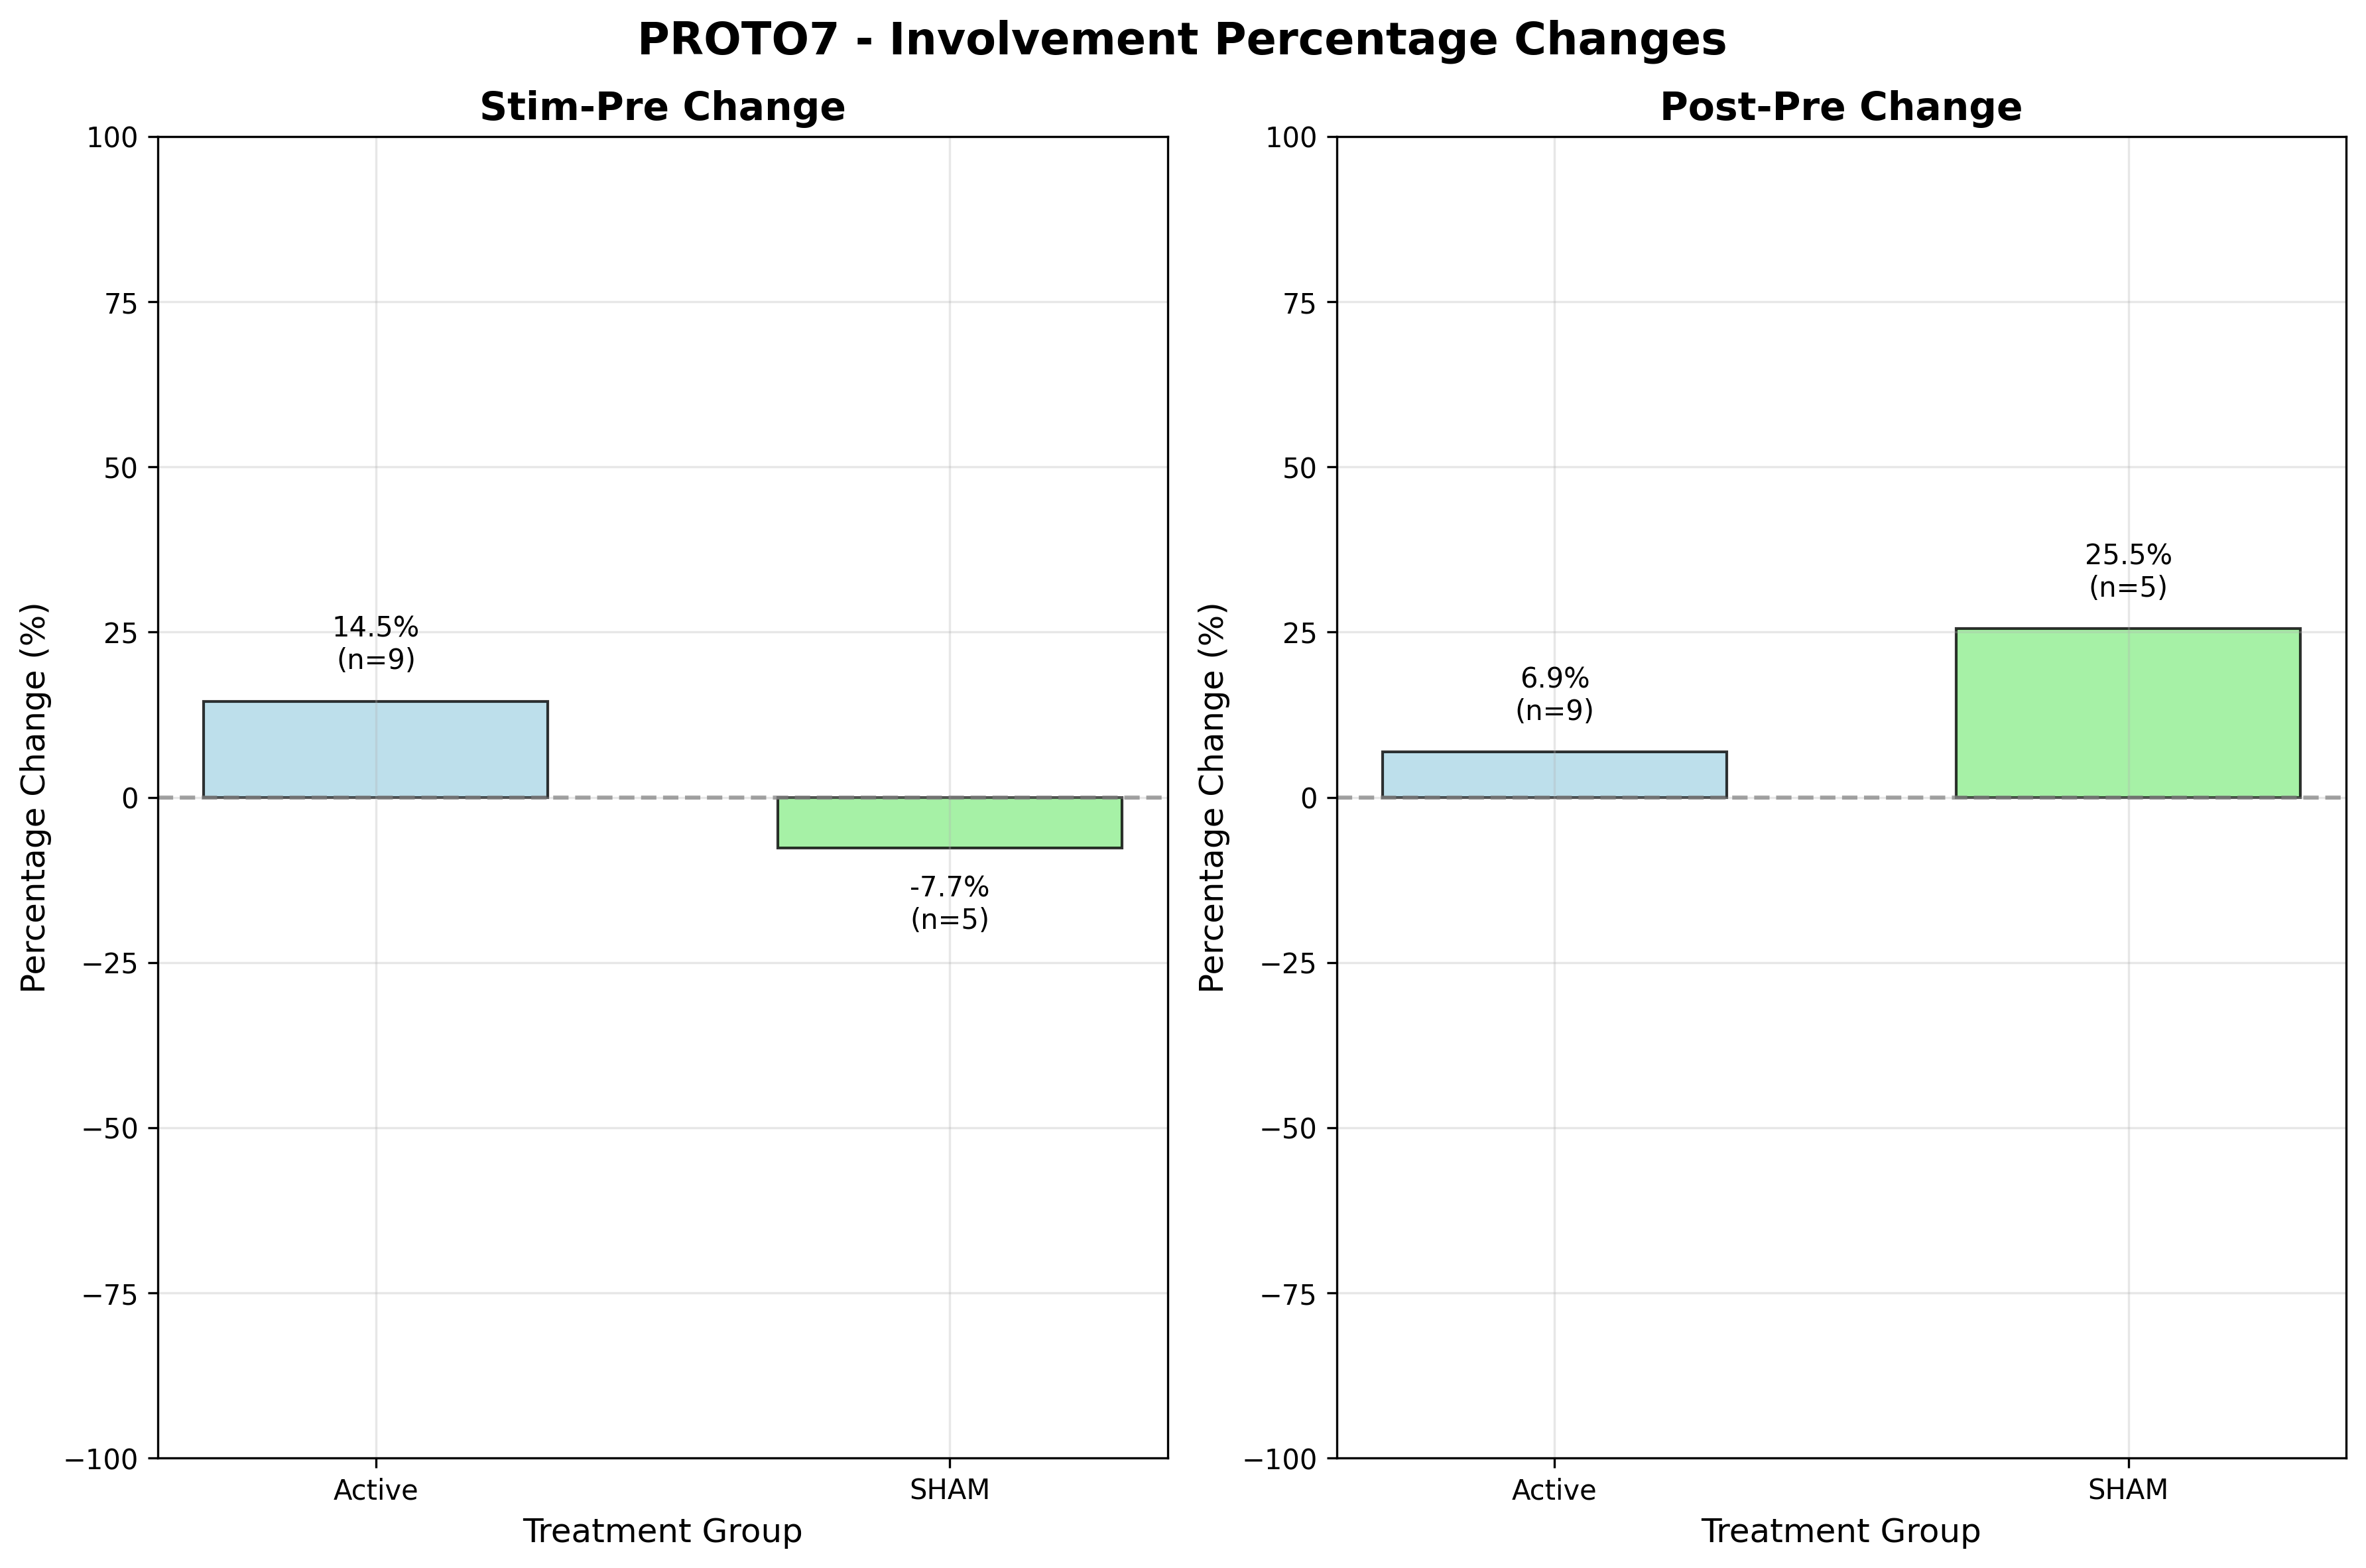 PROTO7 - Involvement Percentage Changes
Stim-Pre Change
Percentage Change (%)
100
75
50
25
0
−25
−50
−75
−100
14.5%
(n=9)
-7.7%
(n=5)
Active
SHAM
Treatment Group
Post-Pre Change
Percentage Change (%)
100
75
50
25
0
−25
−50
−75
−100
6.9%
(n=9)
25.5%
(n=5)
Active
SHAM
Treatment Group